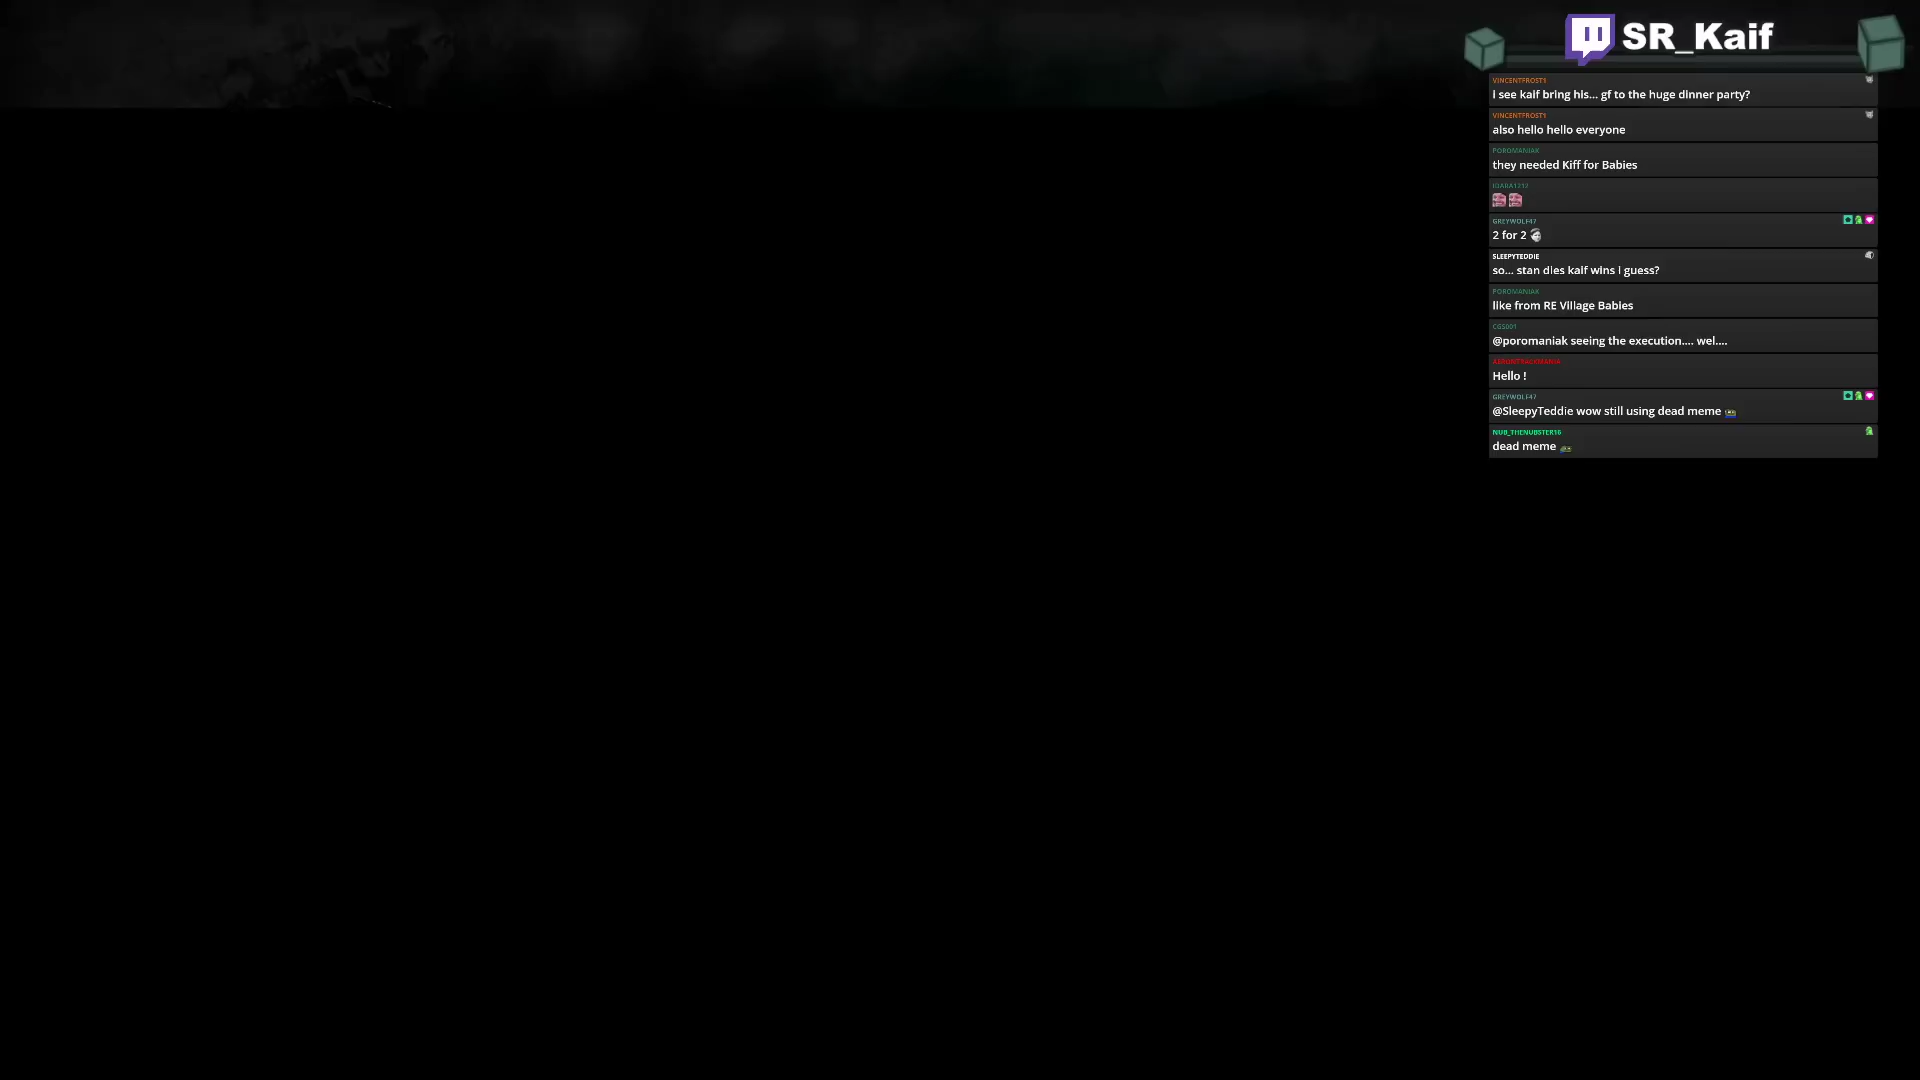 SR_Kaif
VINCENTFROST1
i see kaif bring his... gf to the huge dinner party?
VINCENTFROST1
also hello hello everyone
POROMANIAK
they needed Kiff for Babies
IDARA1212
GREYWOLF47
2 for 2
SLEEPYTEDDIE
so... stan dies kaif wins i guess?
POROMANIAK
like from RE Village Babies
CGS001
@poromaniak seeing the execution.... wel....
Hello !
GREYWOLF47
@SleepyTeddie wow still using dead meme
NUB_THENUBSTER16
dead meme